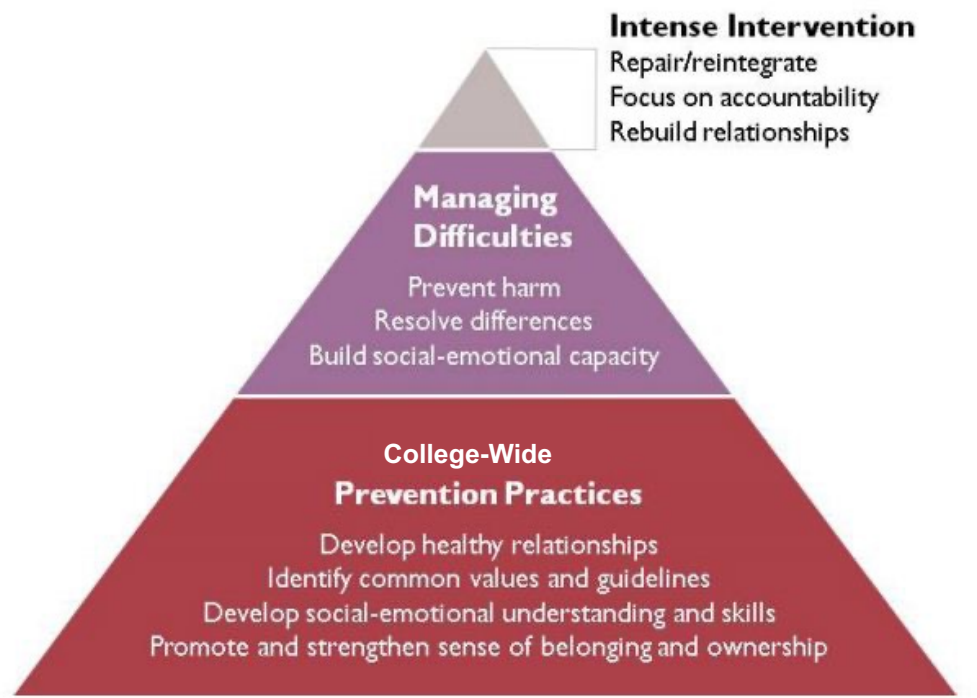 Intense Intervention
Repair/reintegrate
Focus on accountability
Rebuild relationships
Managing
Difficulties
Prevent harm
Resolve differences
Build social-emotional capacity
College-Wide
Prevention Practices
Develop healthy relationships
Identify common values and guidelines
Develop social-emotional understanding and skills
Promote and strengthen sense of belonging and ownership